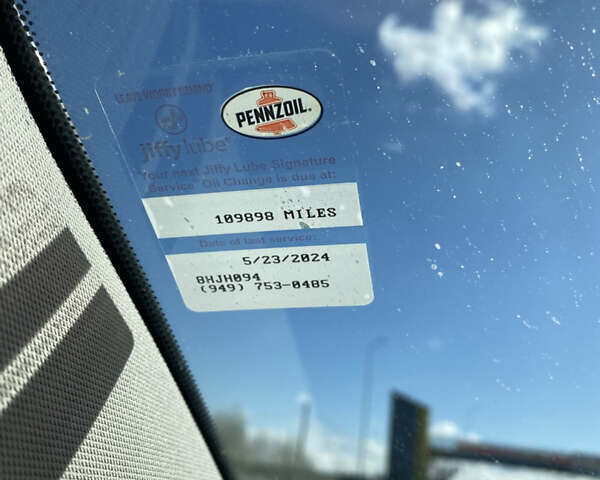 PENNZOIL®
jiffy lube®
Your next Jiffy Lube Signature
Service® Oil Change is due at:
109898 MILES
Date of last service:
5/23/2024
8HJH094
(949) 753-0485